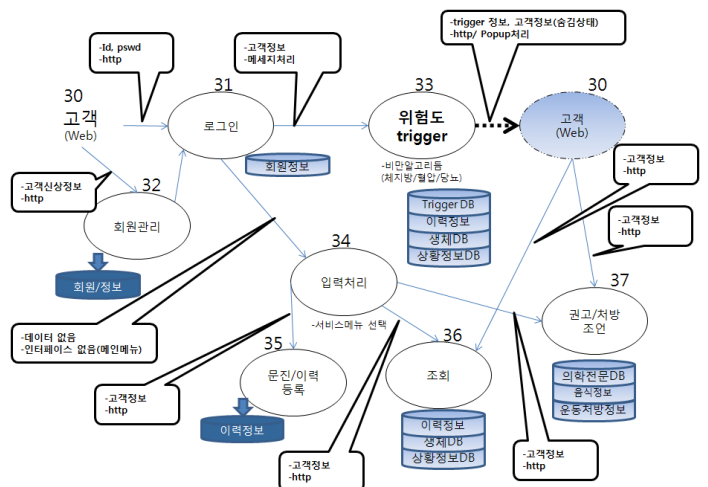 -trigger 정보, 고객정보(숨김상태)
-http/ Popup처리
-Id, pswd
-http
-고객정보
-메세지처리
31
33
30
30
고객
(Web)
로그인
위험도
trigger
고객
(Web)
-고객정보
-http
회원정보
-비만알고리듬
(체지방/혈압/당뇨)
32
-고객신상정보
-http
회원관리
Trigger DB
이력정보
생체DB
상황정보DB
-고객정보
-http
회원/정보
34
입력처리
-서비스메뉴 선택
37
권고/처방
조언
-데이터 없음
-인터페이스 없음(메인메뉴)
35
문진/이력
등록
36
조회
-고객정보
-http
의학전문DB
음식정보
운동처방정보
이력정보
이력정보
생체DB
상황정보DB
-고객정보
-http
-고객정보
-http